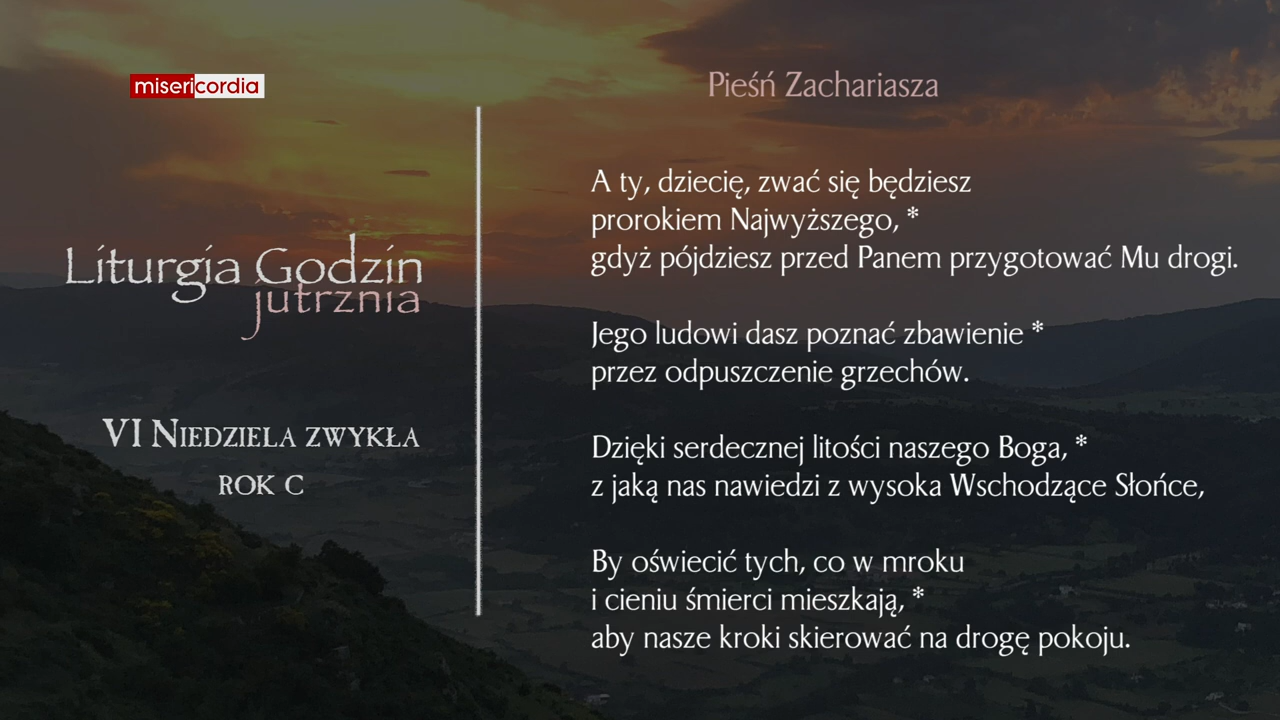 misericordia
Liturgia Godzin
jutrznia
VI Niedziela zwykła
rok C
Pieśń Zachariasza
A ty, dziecię, zwać się będziesz
prorokiem Najwyższego, *
gdyż pójdziesz przed Panem przygotować Mu drogi.
Jego ludowi dasz poznać zbawienie *
przez odpuszczenie grzechów.
Dzięki serdecznej litości naszego Boga, *
z jaką nas nawiedzi z wysoka Wschodzące Słońce,
By oświecić tych, co w mroku
i cieniu śmierci mieszkają, *
aby nasze kroki skierować na drogę pokoju.